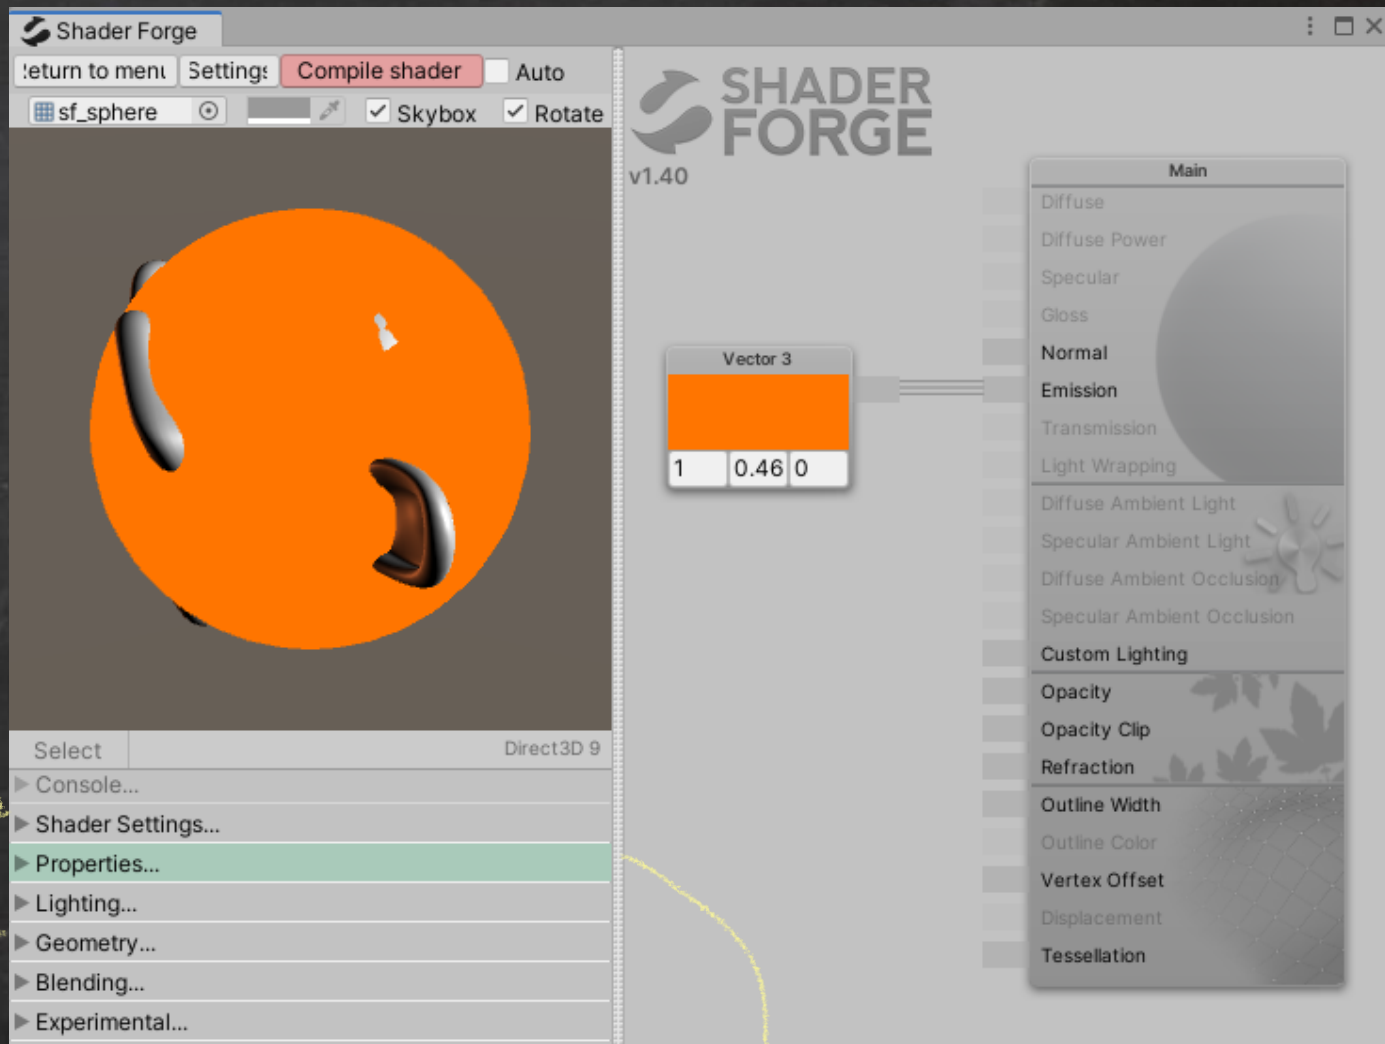 Shader Forge
Return to menu Settings Compile shader Auto
sf_sphere Skybox Rotate
SHADER
FORGE
v1.40
Vector 3
1 0.46 0
Main
Diffuse
Diffuse Power
Specular
Gloss
Normal
Emission
Transmission
Light Wrapping
Diffuse Ambient Light
Specular Ambient Light
Diffuse Ambient Occlusion
Specular Ambient Occlusion
Custom Lighting
Opacity
Opacity Clip
Refraction
Outline Width
Outline Color
Vertex Offset
Displacement
Tessellation
Select Direct3D 9
Console...
Shader Settings...
Properties...
Lighting...
Geometry...
Blending...
Experimental...